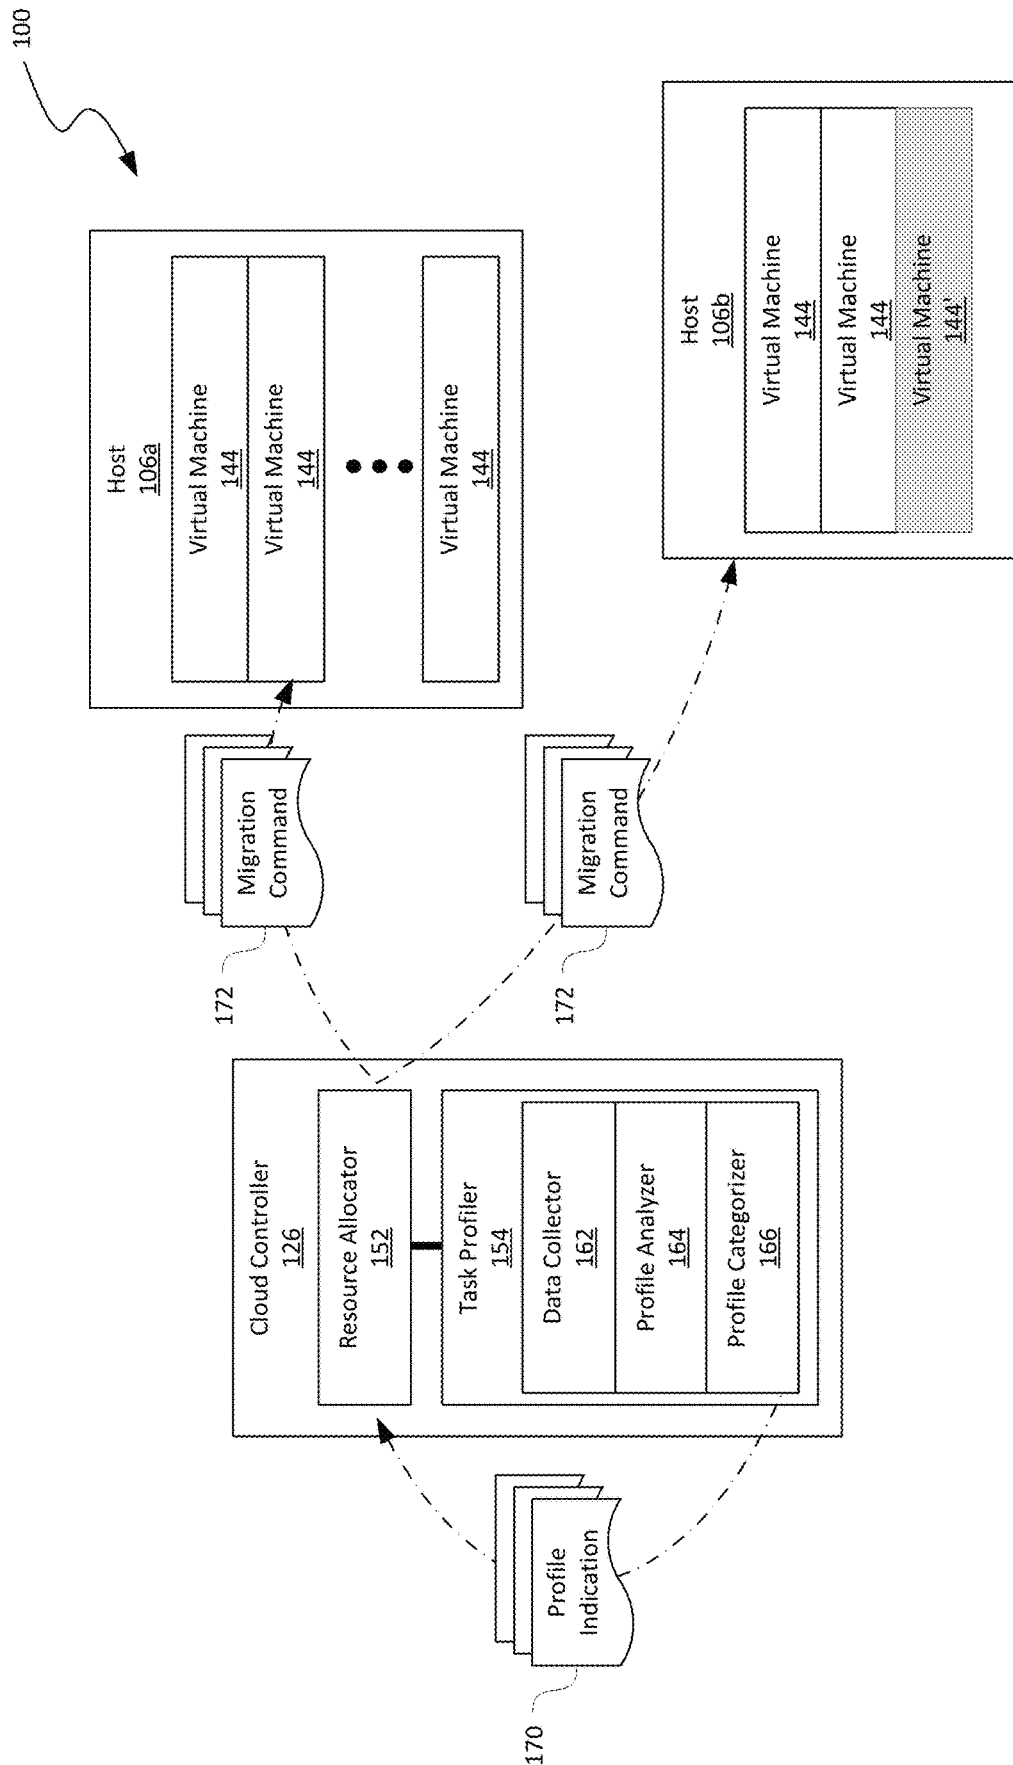 100
Host
106a
Virtual Machine
144
Virtual Machine
144
Virtual Machine
144
Host
106b
Virtual Machine
144
Virtual Machine
144
Virtual Machine
144'
Migration
Command
172
Migration
Command
172
Cloud Controller
126
Resource Allocator
152
Task Profiler
154
Data Collector
162
Profile Analyzer
164
Profile Categorizer
166
Profile
Indication
170